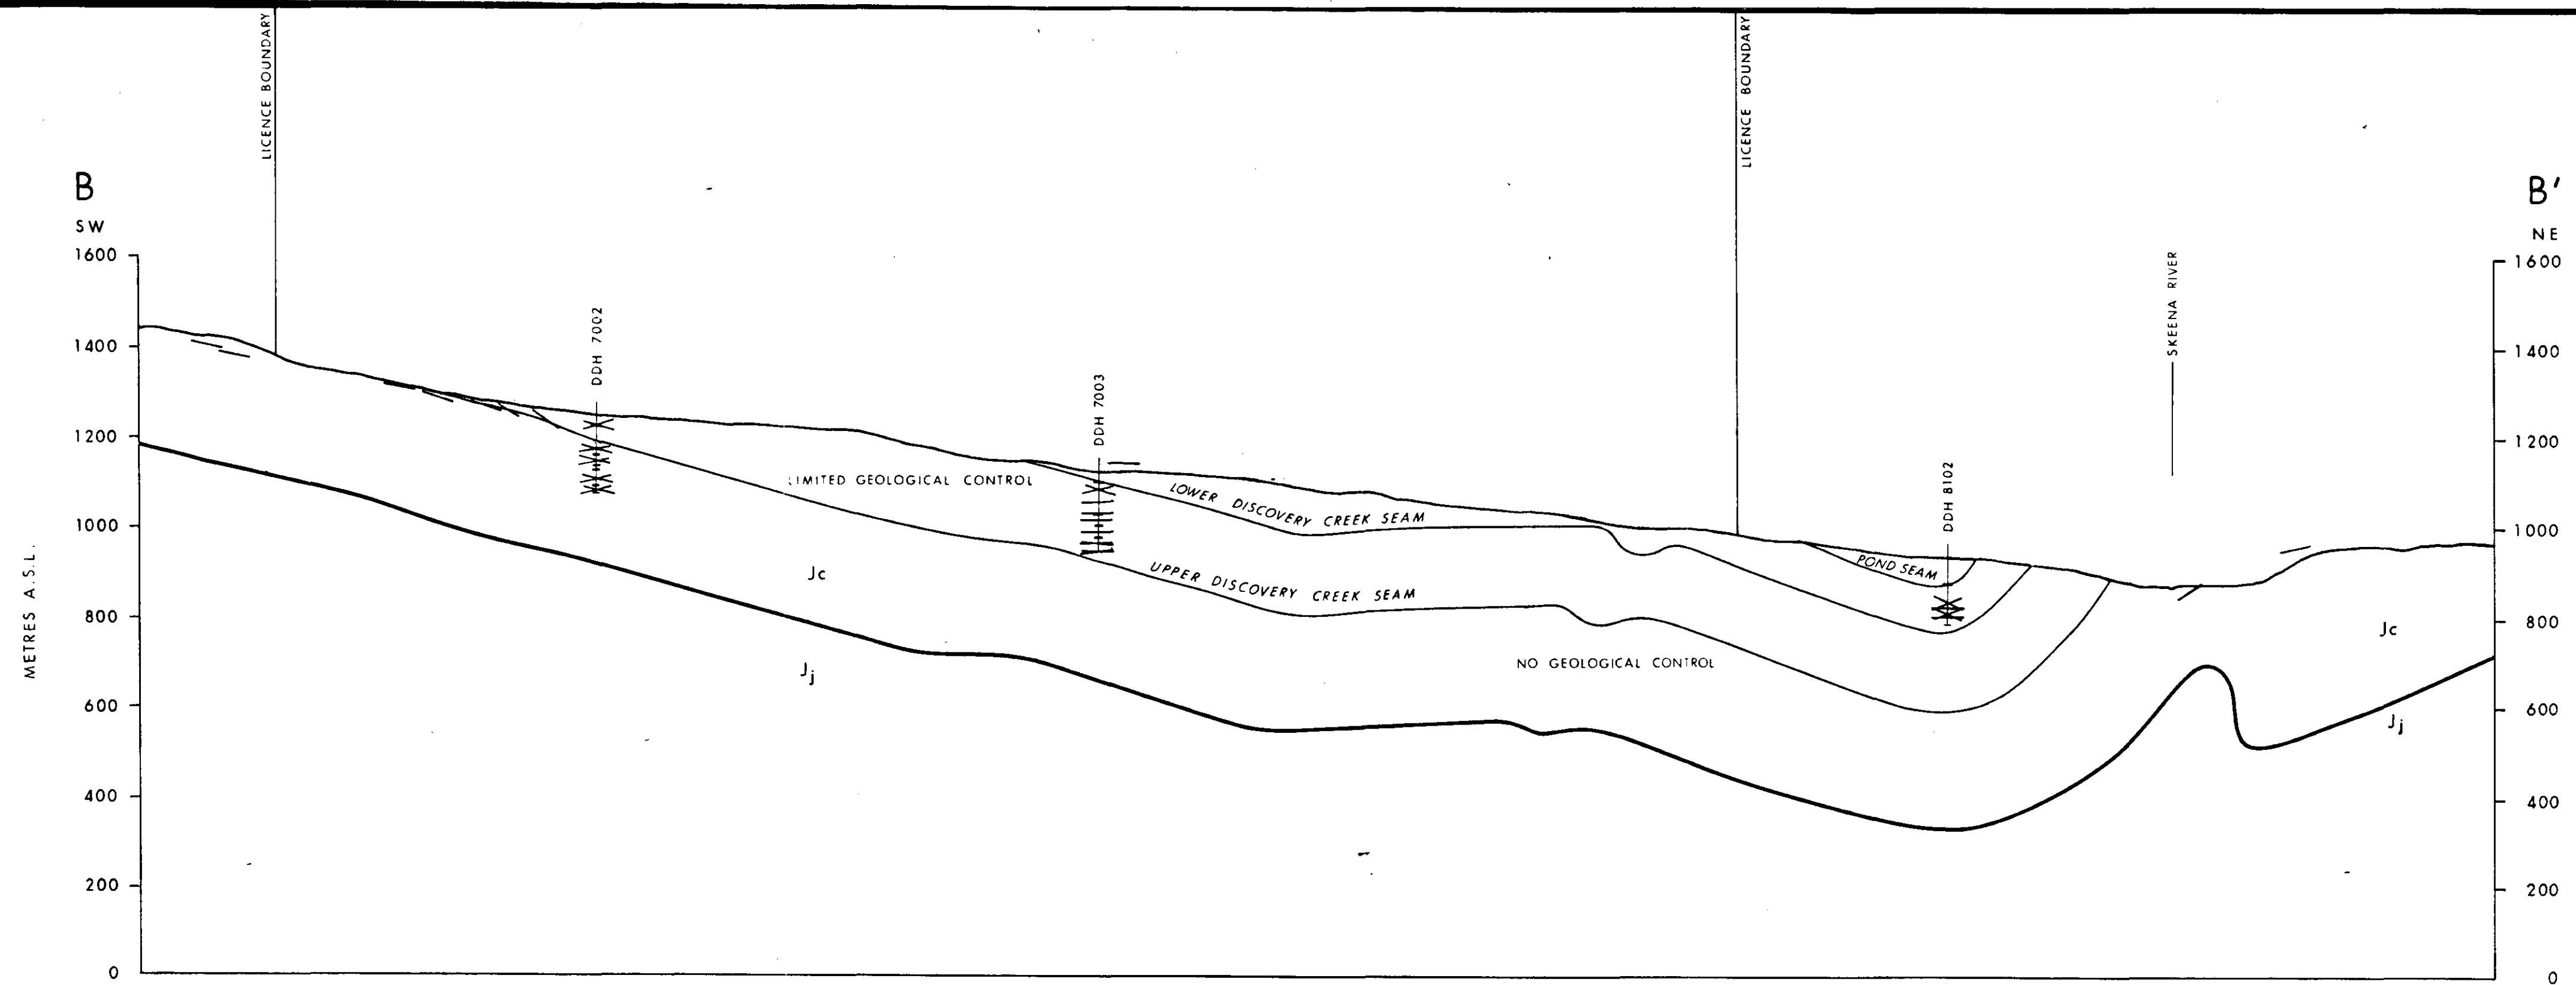 LICENCE BOUNDARY
LICENCE BOUNDARY
B
B'
SW
NE
1600
1600
SKEENA RIVER
DDH 7002
1400
1400
DDH 7003
1200
1200
DDH 8102
LIMITED GEOLOGICAL CONTROL
LOWER DISCOVERY CREEK SEAM
1000
1000
METRES A.S.L.
POND SEAM
UPPER DISCOVERY CREEK SEAM
Jc
800
800
Jc
Jj
NO GEOLOGICAL CONTROL
600
600
Jj
400
400
200
200
0
0